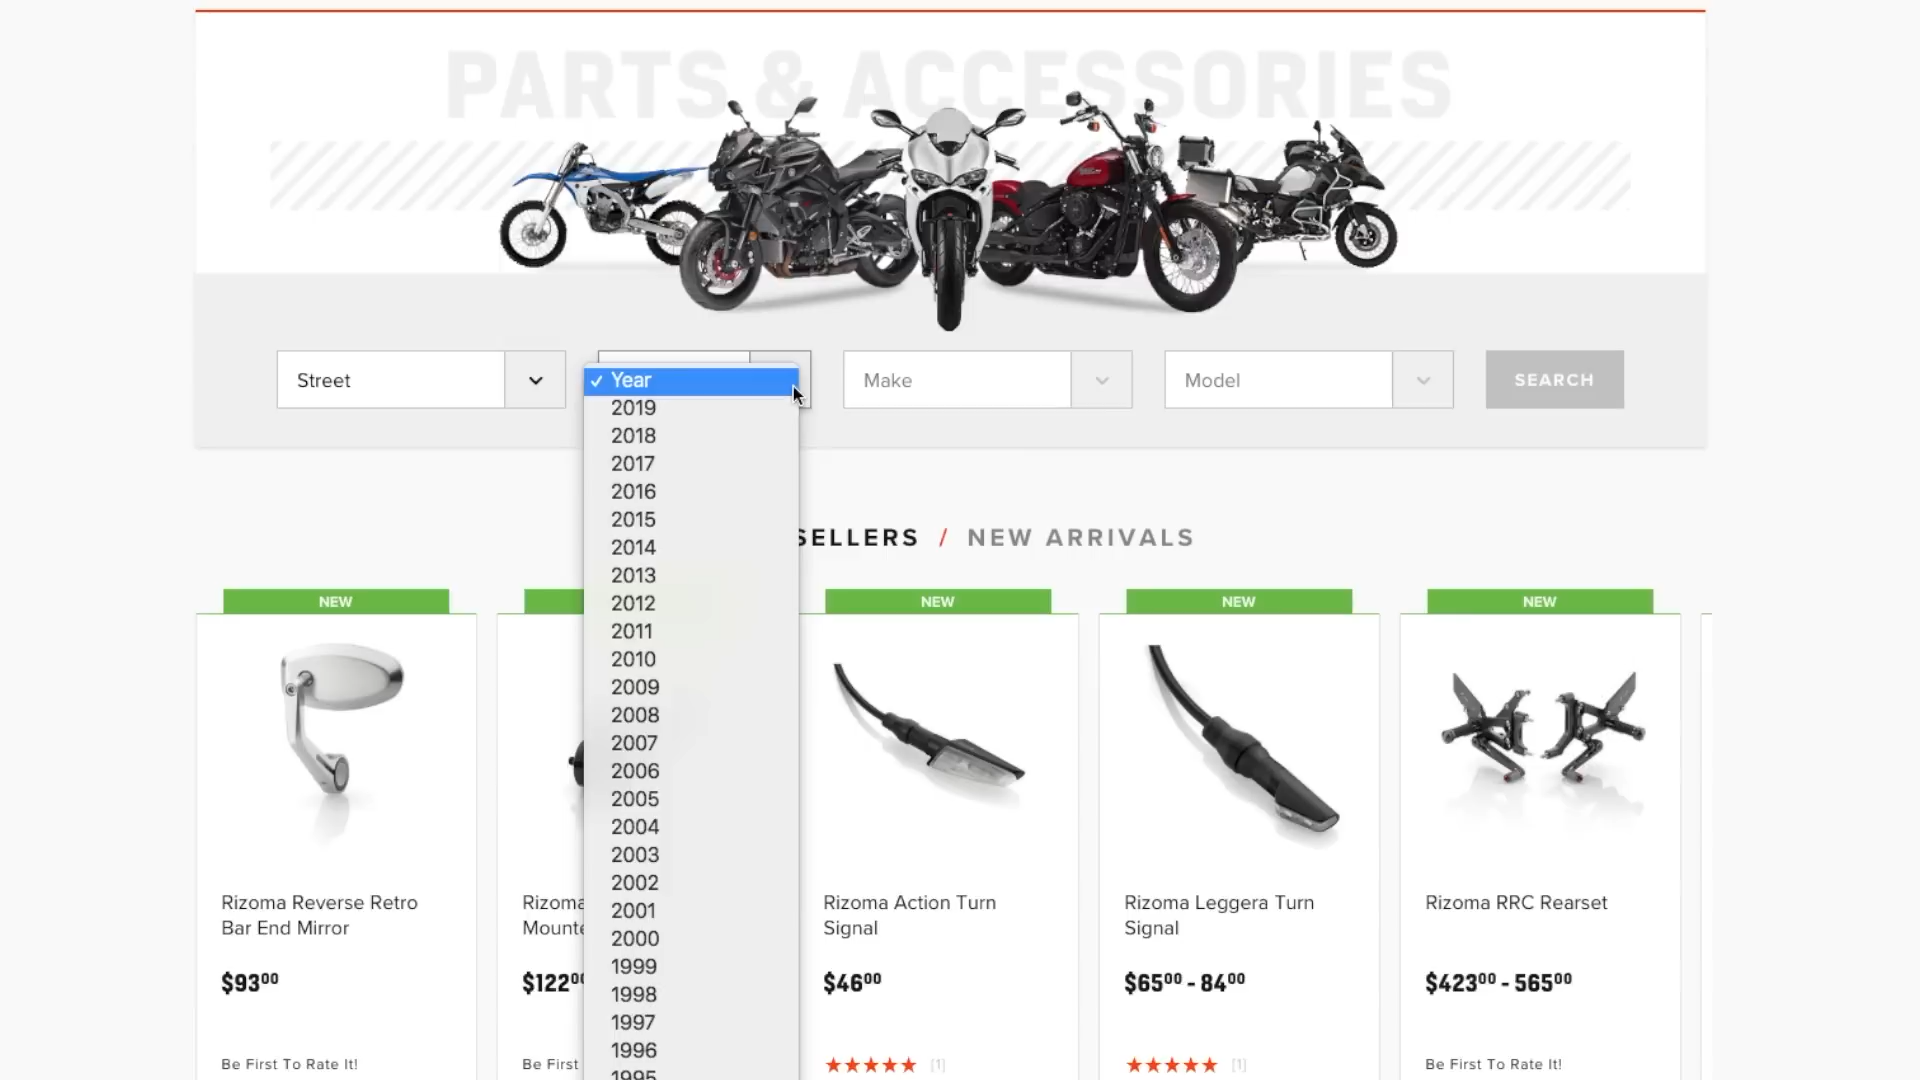 PARTS & ACCESSORIES
Street
✓ Year
Make
Model
SEARCH
2019
2018
2017
2016
2015
2014
2013
2012
2011
2010
2009
2008
2007
2006
2005
2004
2003
2002
2001
2000
1999
1998
1997
1996
1995
SELLERS / NEW ARRIVALS
NEW
Rizoma Reverse Retro
Bar End Mirror
$93⁰⁰
Be First To Rate It!
Rizoma
$122
Be First
NEW
Rizoma Action Turn
Signal
$46⁰⁰
[1]
NEW
Rizoma Leggera Turn
Signal
$65⁰⁰ - 84⁰⁰
[1]
NEW
Rizoma RRC Rearset
$423⁰⁰ - 565⁰⁰
Be First To Rate It!